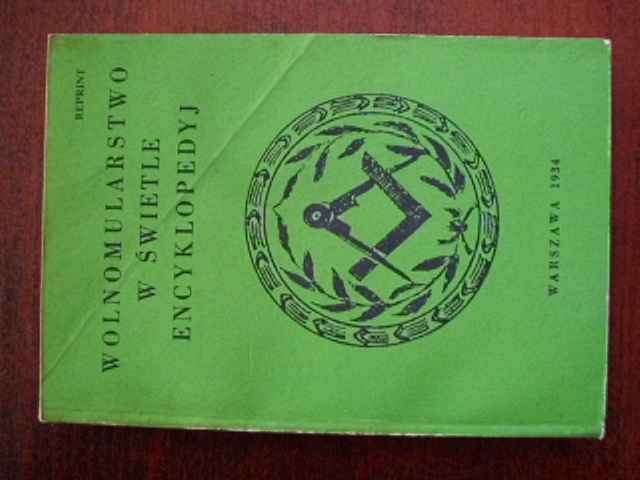 REPRINT
WOLNOMULARSTWO
W ŚWIETLE
ENCYKLOPEDYJ
WARSZAWA 1934